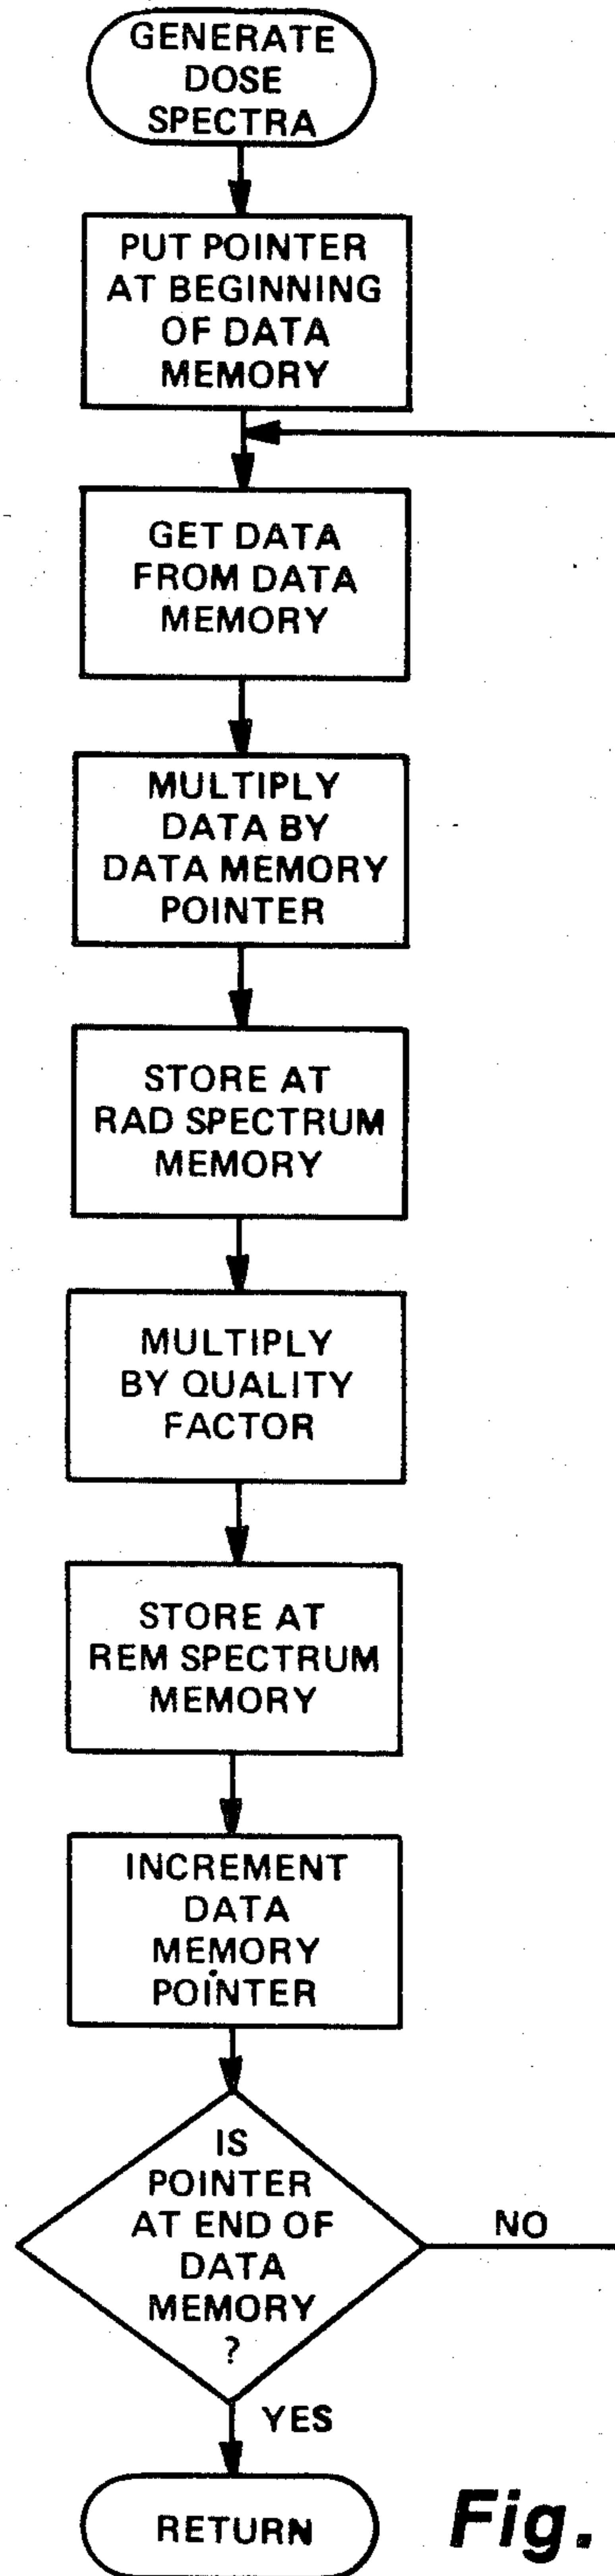 GENERATE
DOSE
SPECTRA
PUT POINTER
AT BEGINNING
OF DATA
MEMORY
GET DATA
FROM DATA
MEMORY
MULTIPLY
DATA BY
DATA MEMORY
POINTER
STORE AT
RAD SPECTRUM
MEMORY
MULTIPLY
BY QUALITY
FACTOR
STORE AT
REM SPECTRUM
MEMORY
INCREMENT
DATA
MEMORY
POINTER
IS
POINTER
AT END OF
DATA
MEMORY
?
NO
YES
RETURN
Fig.